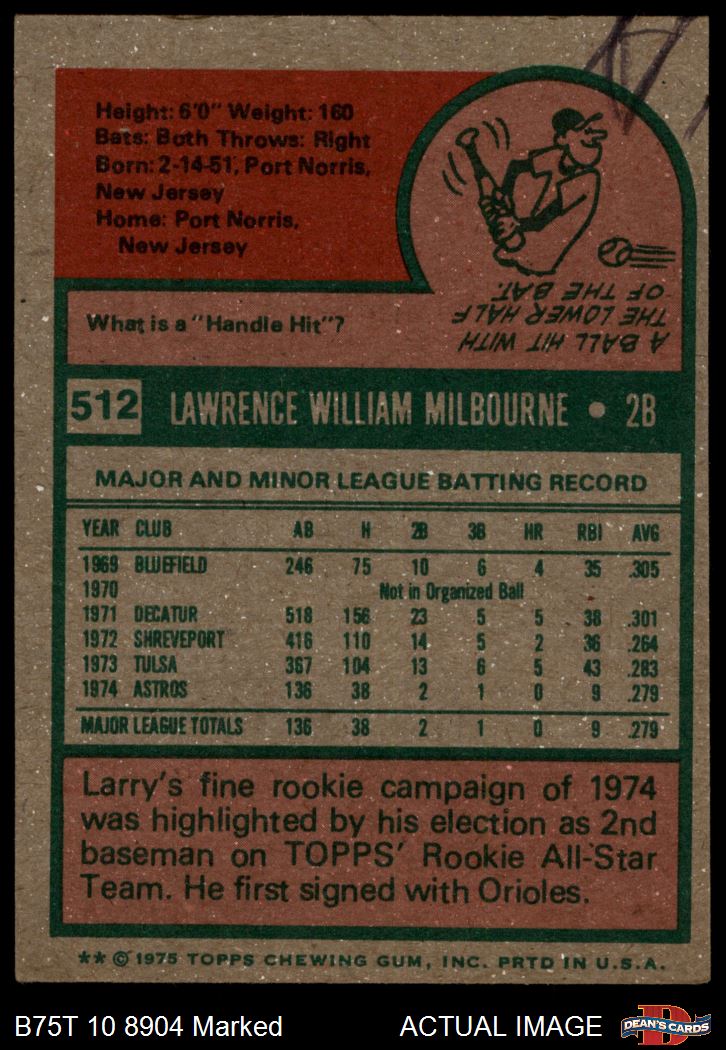 Height: 6'0" Weight: 160
Bats: Both Throws: Right
Born: 2-14-51, Port Norris,
New Jersey
Home: Port Norris,
New Jersey
What is a "Handle Hit"?
A BALL HIT WITH
THE LOWER HALF
OF THE BAT.
512 LAWRENCE WILLIAM MILBOURNE • 2B
MAJOR AND MINOR LEAGUE BATTING RECORD
YEAR CLUB AB H 2B 3B HR RBI AVG
1969 BLUEFIELD 246 75 10 6 4 35 .305
1970 Not in Organized Ball
1971 DECATUR 518 156 23 5 5 38 .301
1972 SHREVEPORT 416 110 14 5 2 36 .264
1973 TULSA 367 104 13 6 5 43 .283
1974 ASTROS 136 38 2 1 0 9 .279
MAJOR LEAGUE TOTALS 136 38 2 1 0 9 .279
Larry's fine rookie campaign of 1974
was highlighted by his election as 2nd
baseman on TOPPS' Rookie All-Star
Team. He first signed with Orioles.
** © 1975 TOPPS CHEWING GUM, INC. PRTD IN U.S.A.
B75T 10 8904 Marked
ACTUAL IMAGE
DEAN'S CARDS